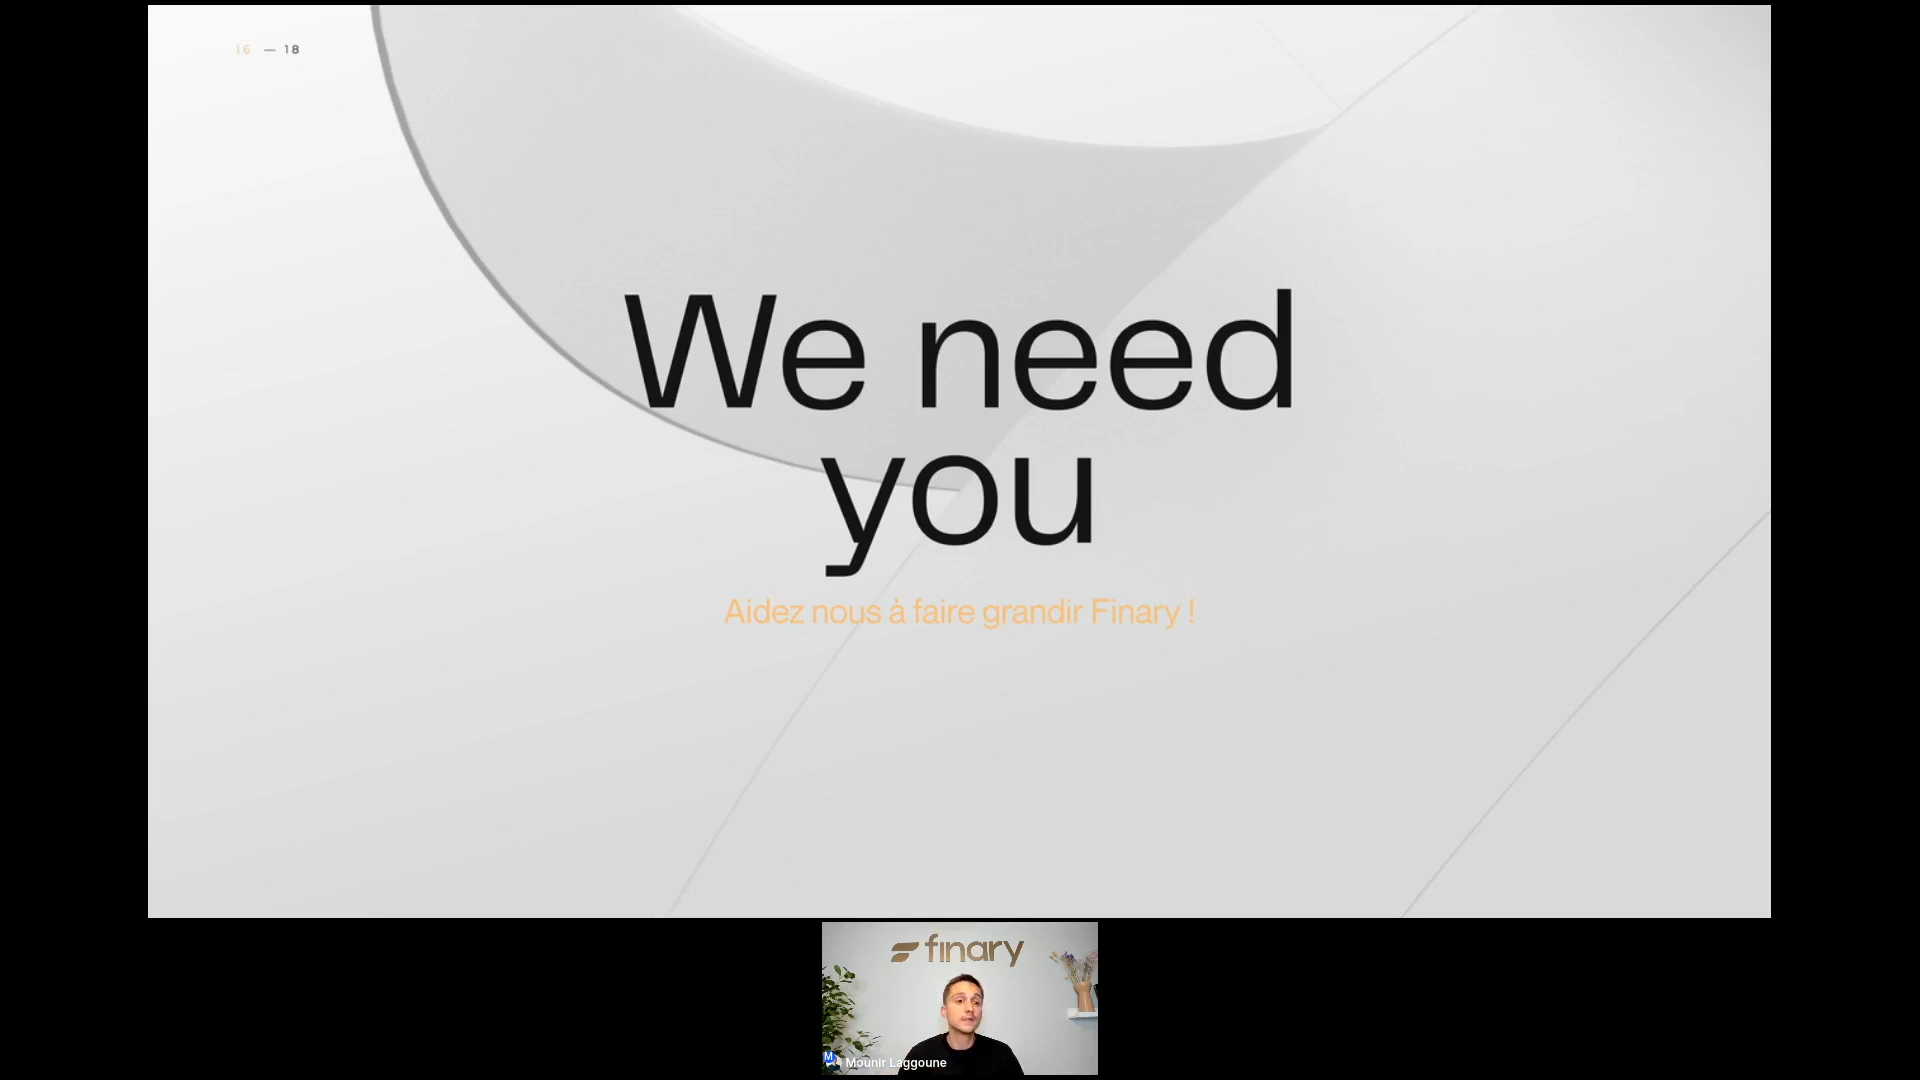 16 — 18
We need
you
Aidez nous à faire grandir Finary !
finary
M
Mounir Laggoune